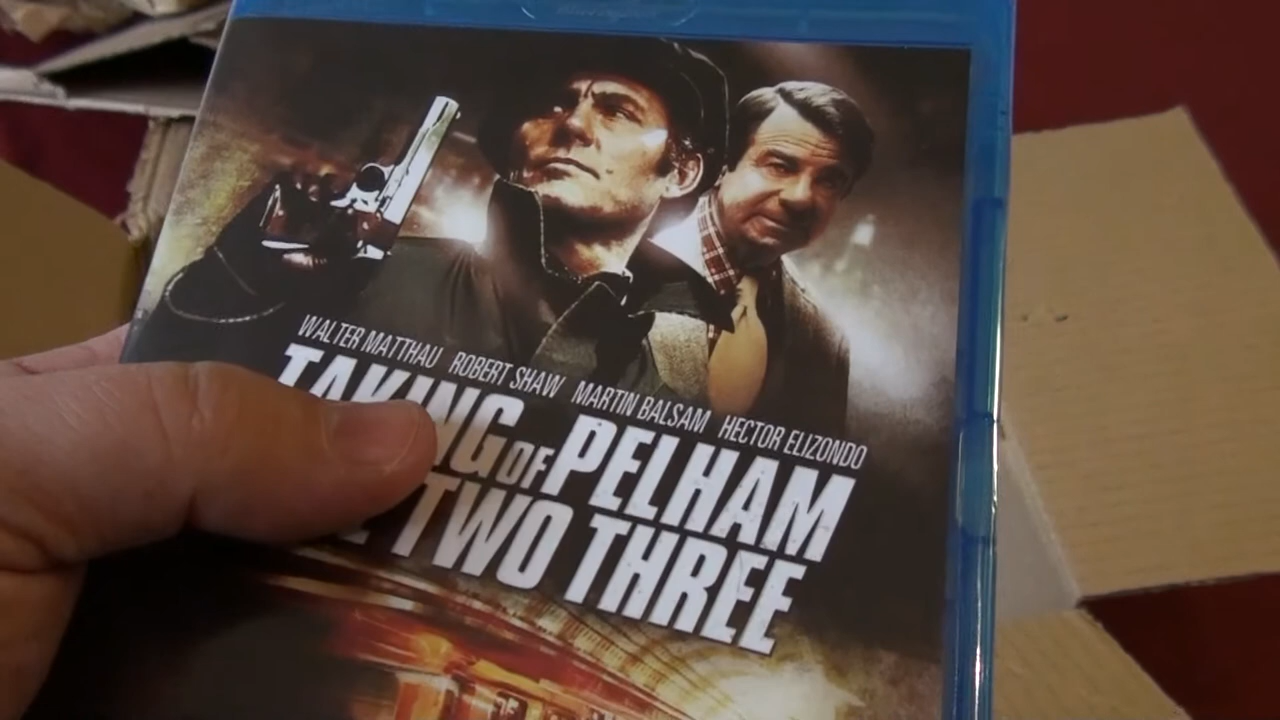 WALTER MATTHAU ROBERT SHAW MARTIN BALSAM HECTOR ELIZONDO
TAKING OF PELHAM
TWO THREE